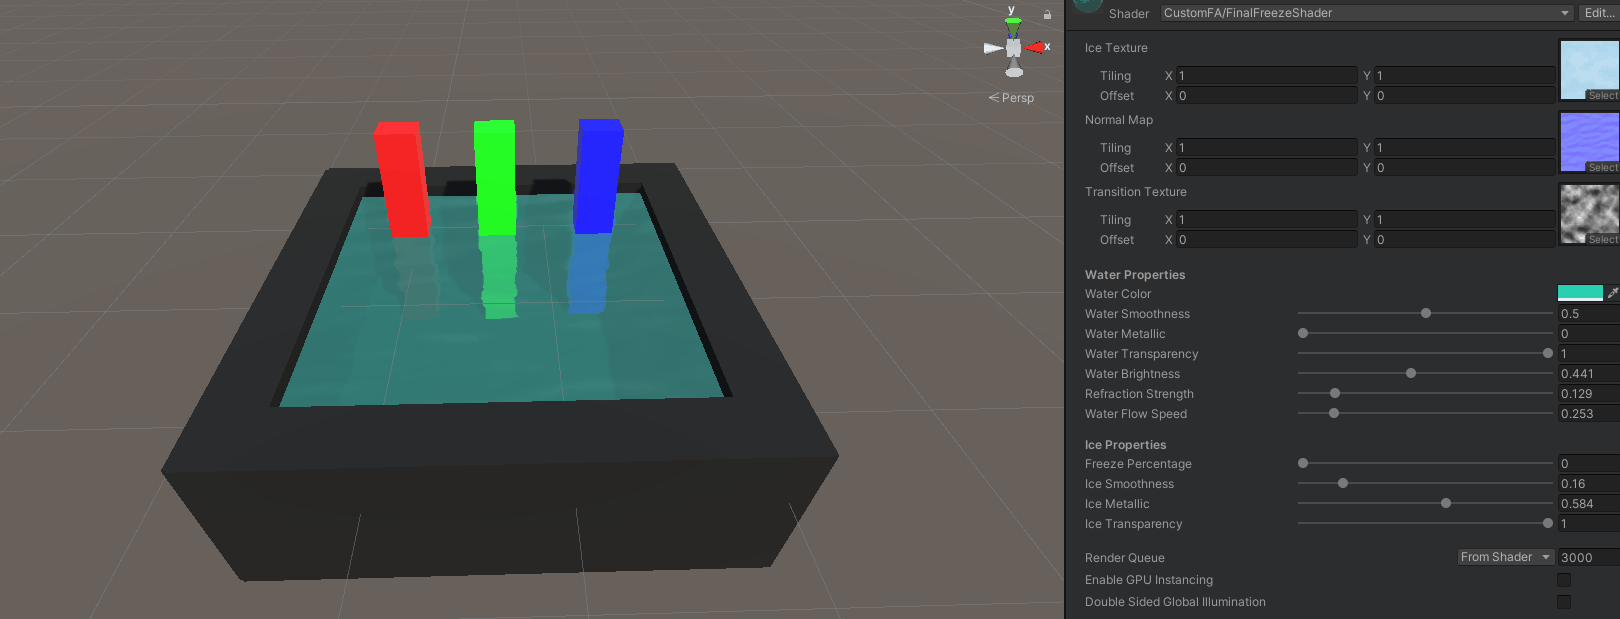 y
x
Persp
Shader CustomFA/FinalFreezeShader Edit...
Ice Texture
Tiling X 1 Y 1
Offset X 0 Y 0
Select
Normal Map
Tiling X 1 Y 1
Offset X 0 Y 0
Select
Transition Texture
Tiling X 1 Y 1
Offset X 0 Y 0
Select
Water Properties
Water Color
Water Smoothness 0.5
Water Metallic 0
Water Transparency 1
Water Brightness 0.441
Refraction Strength 0.129
Water Flow Speed 0.253
Ice Properties
Freeze Percentage 0
Ice Smoothness 0.16
Ice Metallic 0.584
Ice Transparency 1
Render Queue From Shader 3000
Enable GPU Instancing
Double Sided Global Illumination